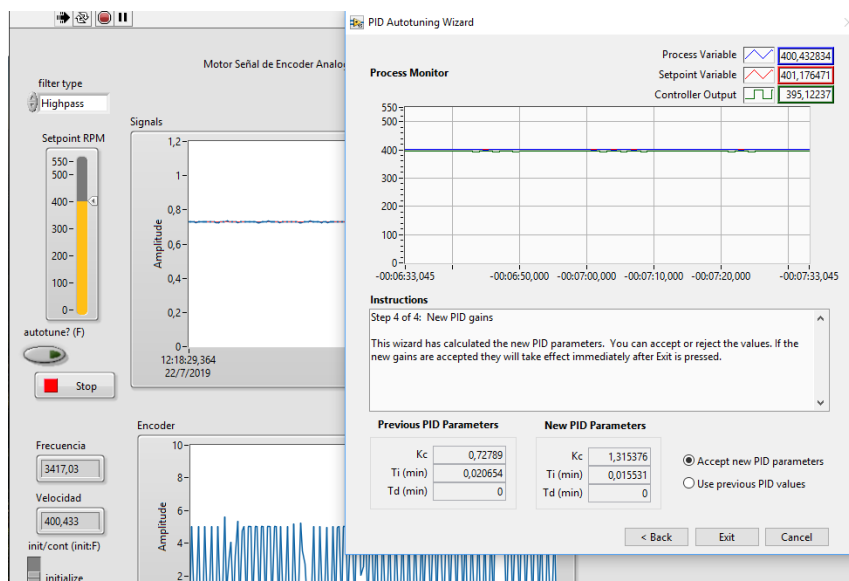 PID Autotuning Wizard
Motor Señal de Encoder Analog
filter type
Highpass
Setpoint RPM
550
500
400
300
200
100
0
autotune? (F)
Stop
Signals
Amplitude
1,2
1
0,8
0,6
0,4
0,2
0
12:18:29,364
22/7/2019
Frecuencia
3417,03
Velocidad
400,433
init/cont (init:F)
initialize
Encoder
Amplitude
10
8
6
4
2
Process Monitor
Process Variable 400,432834
Setpoint Variable 401,176471
Controller Output 395,12237
550
500
400
300
200
100
0
-00:06:33,045 -00:06:50,000 -00:07:00,000 -00:07:10,000 -00:07:20,000 -00:07:33,045
Instructions
Step 4 of 4: New PID gains
This wizard has calculated the new PID parameters. You can accept or reject the values. If the
new gains are accepted they will take effect immediately after Exit is pressed.
Previous PID Parameters
Kc 0,72789
Ti (min) 0,020654
Td (min) 0
New PID Parameters
Kc 1,315376
Ti (min) 0,015531
Td (min) 0
Accept new PID parameters
Use previous PID values
< Back Exit Cancel